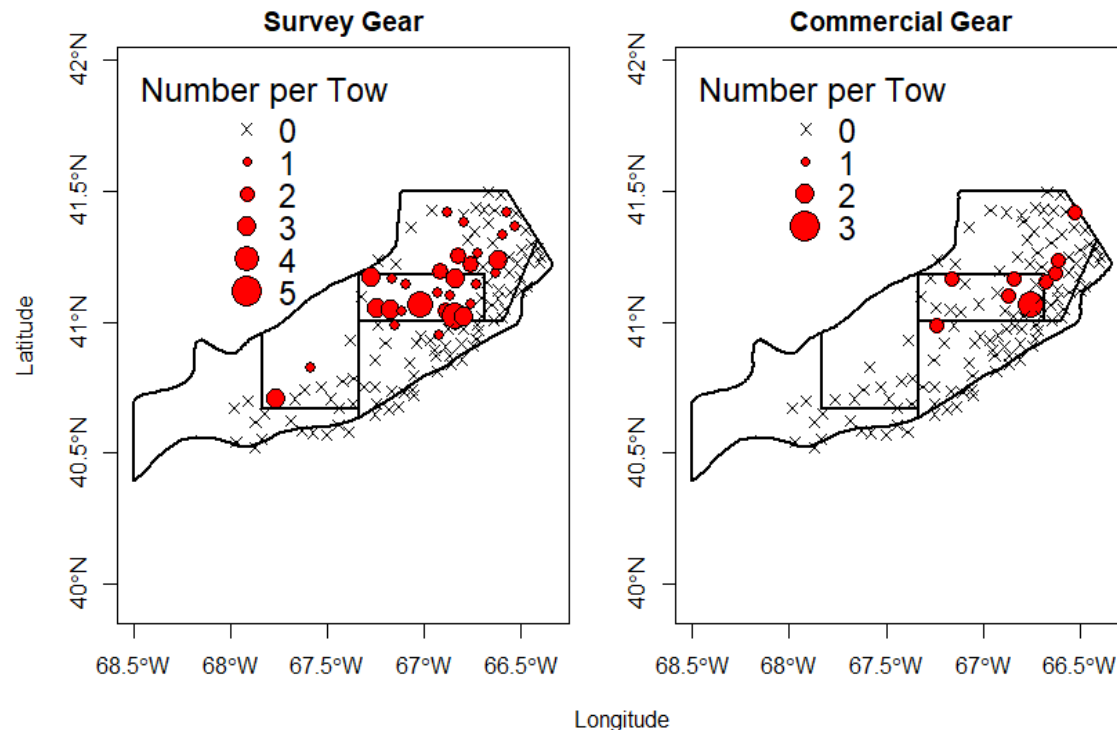 Survey Gear
Number per Tow
0
1
2
3
4
5
42°N
41.5°N
41°N
40.5°N
40°N
68.5°W 68°W 67.5°W 67°W 66.5°W
Latitude
Commercial Gear
Number per Tow
0
1
2
3
42°N
41.5°N
41°N
40.5°N
40°N
68.5°W 68°W 67.5°W 67°W 66.5°W
Longitude